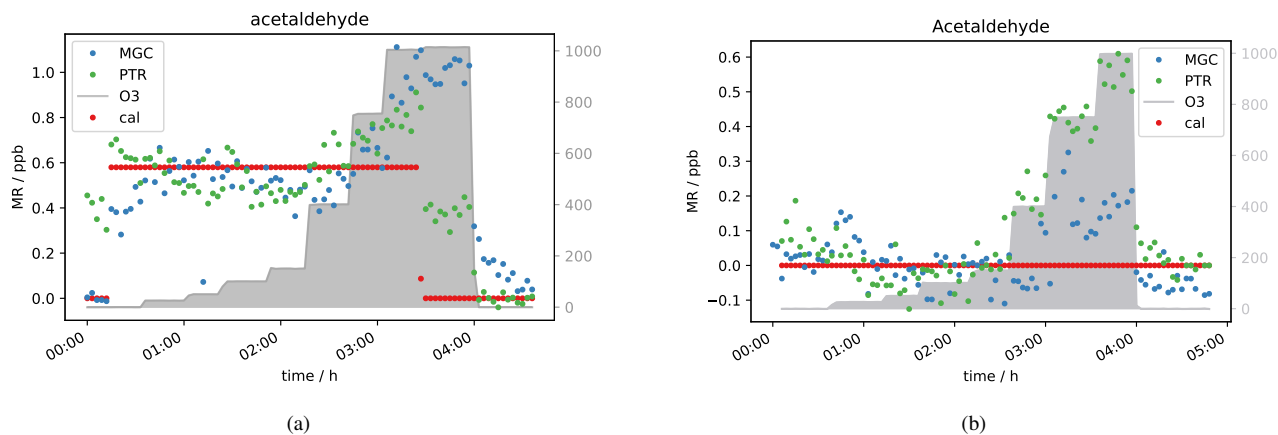 acetaldehyde
MR / ppb
1.0
0.8
0.6
0.4
0.2
0.0
MGC
PTR
O3
cal
1000
800
600
400
200
0
00:00
01:00
02:00
03:00
04:00
time / h
(a)
Acetaldehyde
MR / ppb
0.6
0.5
0.4
0.3
0.2
0.1
0.0
−0.1
MGC
PTR
O3
cal
1000
800
600
400
200
0
00:00
01:00
02:00
03:00
04:00
05:00
time / h
(b)